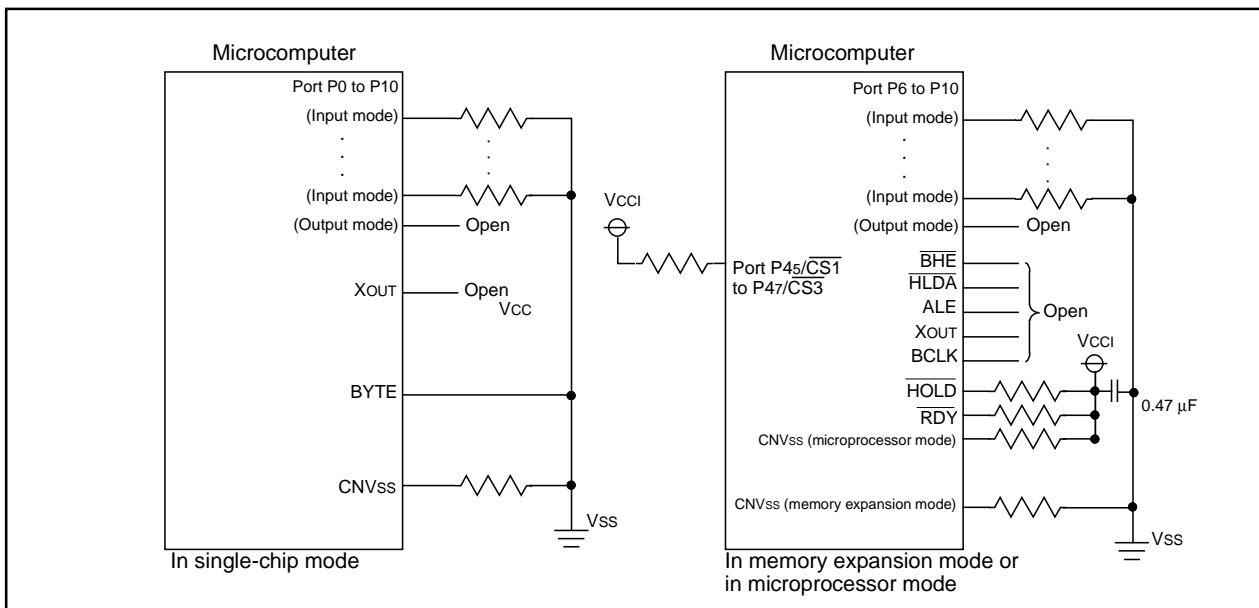 Microcomputer
Port P0 to P10
(Input mode)
(Input mode)
(Output mode)
Open
XOUT
Open
VCC
BYTE
CNVSS
VSS
In single-chip mode
Microcomputer
Port P6 to P10
(Input mode)
(Input mode)
(Output mode)
Open
VCCI
Port P45/CS1
to P47/CS3
BHE
HLDA
ALE
XOUT
BCLK
Open
VCCI
HOLD
RDY
0.47 µF
CNVSS (microprocessor mode)
CNVSS (memory expansion mode)
VSS
In memory expansion mode or
in microprocessor mode